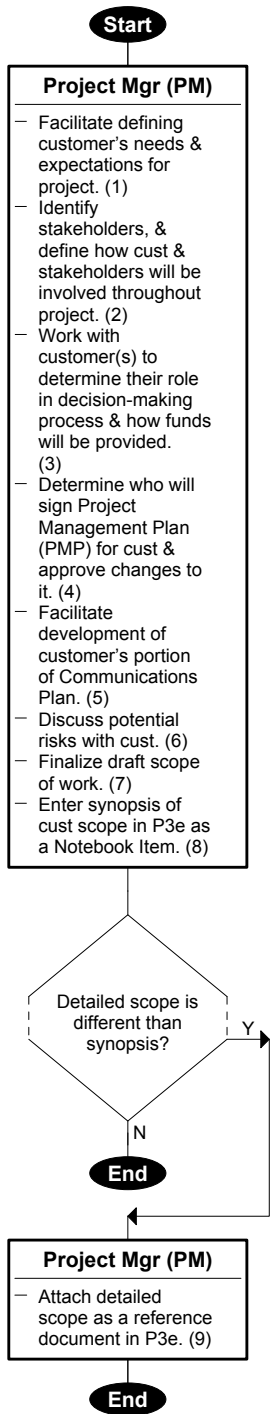 Start
Project Mgr (PM)
– Facilitate defining
customer's needs &
expectations for
project. (1)
– Identify
stakeholders, &
define how cust &
stakeholders will be
involved throughout
project. (2)
– Work with
customer(s) to
determine their role
in decision-making
process & how funds
will be provided.
(3)
– Determine who will
sign Project
Management Plan
(PMP) for cust &
approve changes to
it. (4)
– Facilitate
development of
customer's portion
of Communications
Plan. (5)
– Discuss potential
risks with cust. (6)
– Finalize draft scope
of work. (7)
– Enter synopsis of
cust scope in P3e as
a Notebook Item. (8)
Detailed scope is
different than
synopsis?
Y
N
End
Project Mgr (PM)
– Attach detailed
scope as a reference
document in P3e. (9)
End